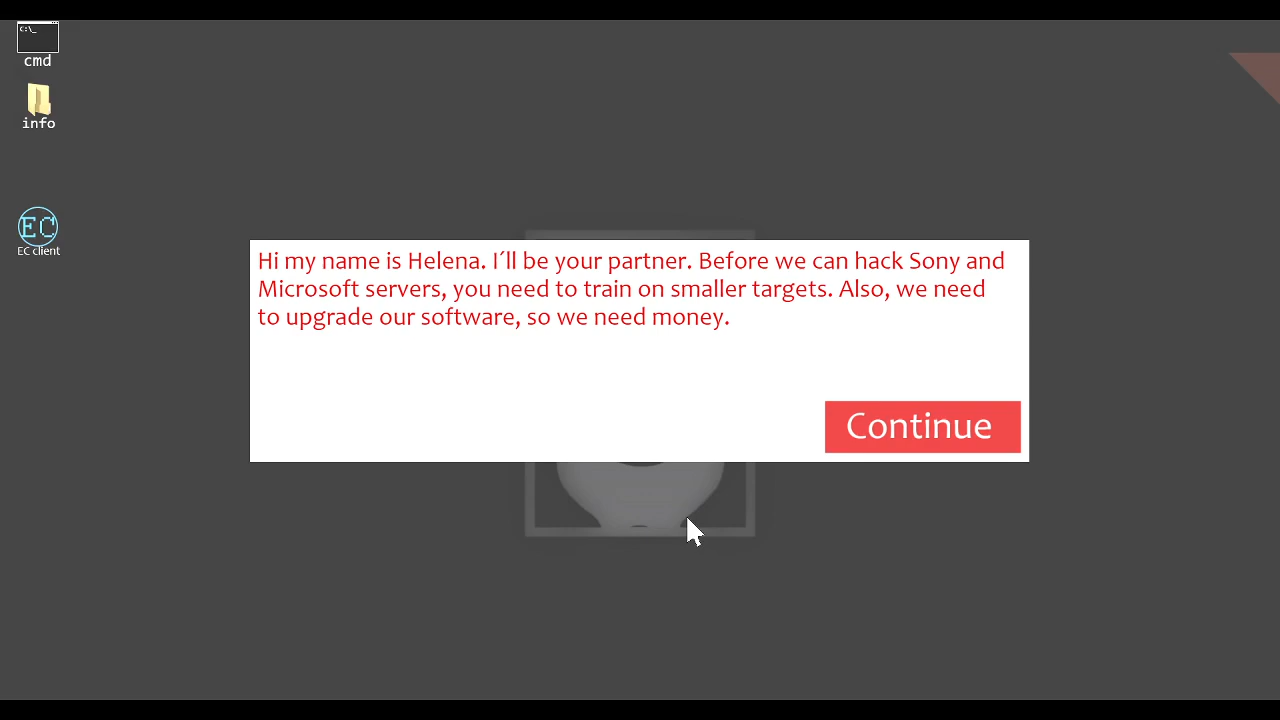 C:\_
cmd
info
EC
EC client
Hi my name is Helena. I´ll be your partner. Before we can hack Sony and
Microsoft servers, you need to train on smaller targets. Also, we need
to upgrade our software, so we need money.
Continue